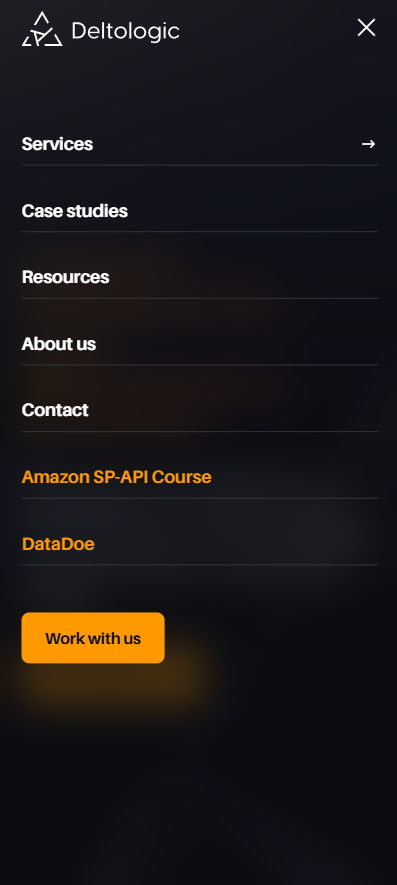 Deltologic
Services →
Case studies
Resources
About us
Contact
Amazon SP-API Course
DataDoe
Work with us